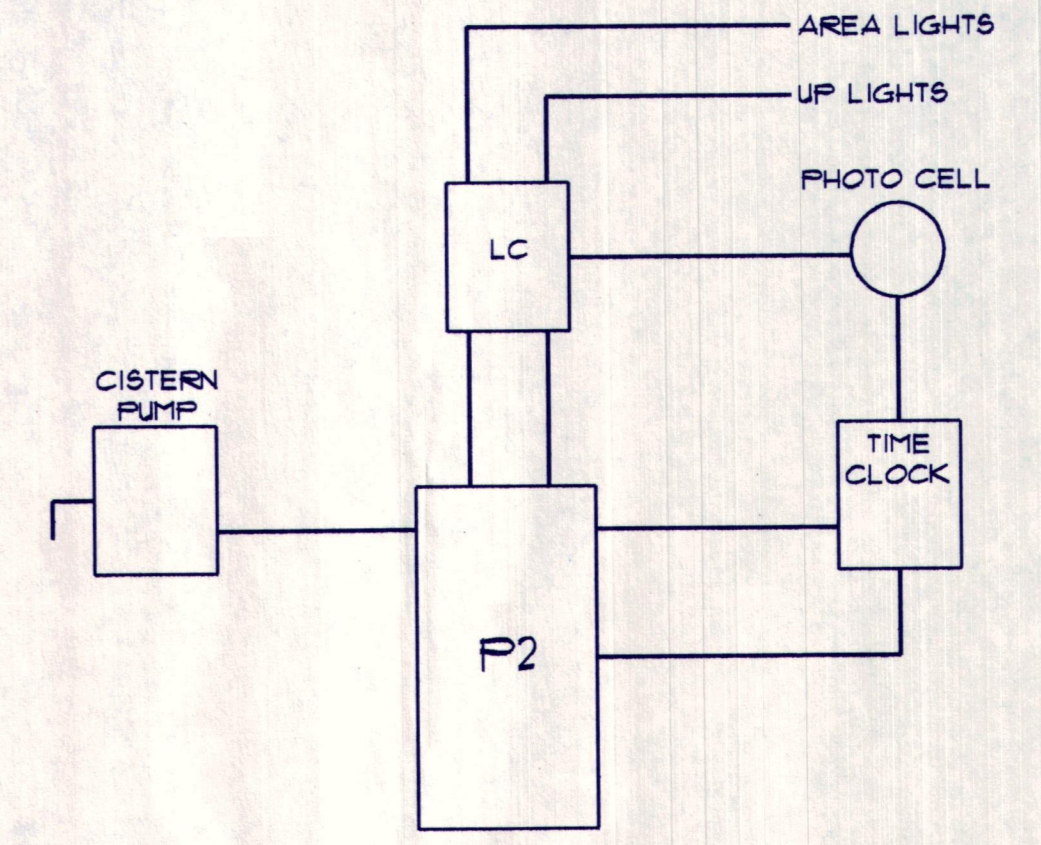 AREA LIGHTS
UP LIGHTS
PHOTO CELL
LC
CISTERN
PUMP
TIME
CLOCK
P2